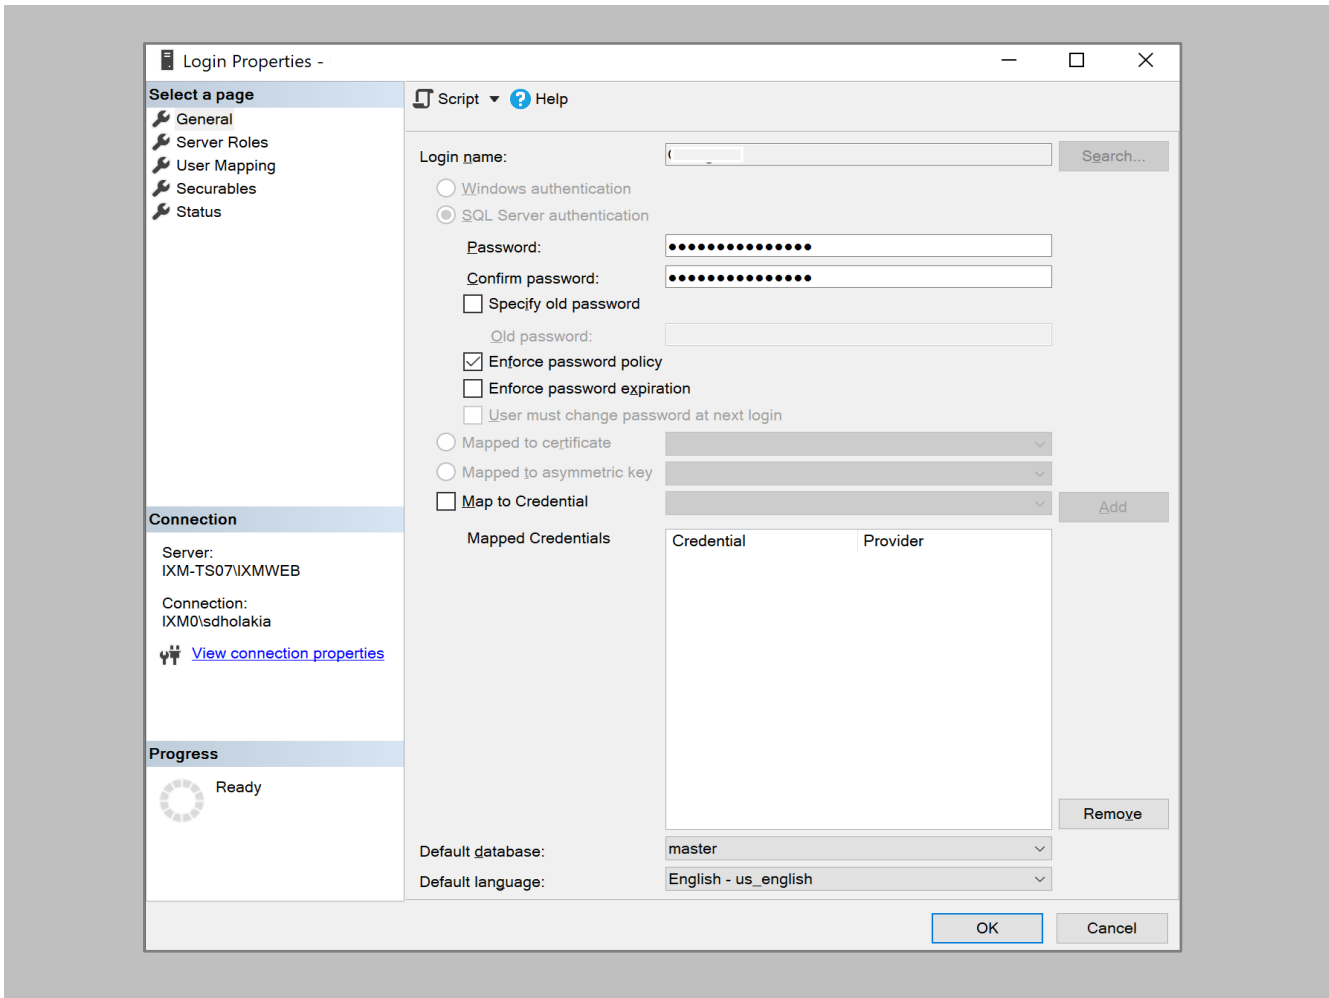 Login Properties -
Select a page
General
Server Roles
User Mapping
Securables
Status
Connection
Server:
IXM-TS07\IXMWEB
Connection:
IXM0\sdholakia
View connection properties
Progress
Ready
Script Help
Login name: Search...
Windows authentication
SQL Server authentication
Password: ●●●●●●●●●●●●●●●
Confirm password: ●●●●●●●●●●●●●●●
Specify old password
Old password:
Enforce password policy
Enforce password expiration
User must change password at next login
Mapped to certificate
Mapped to asymmetric key
Map to Credential Add
Mapped Credentials Credential Provider
Remove
Default database: master
Default language: English - us_english
OK Cancel